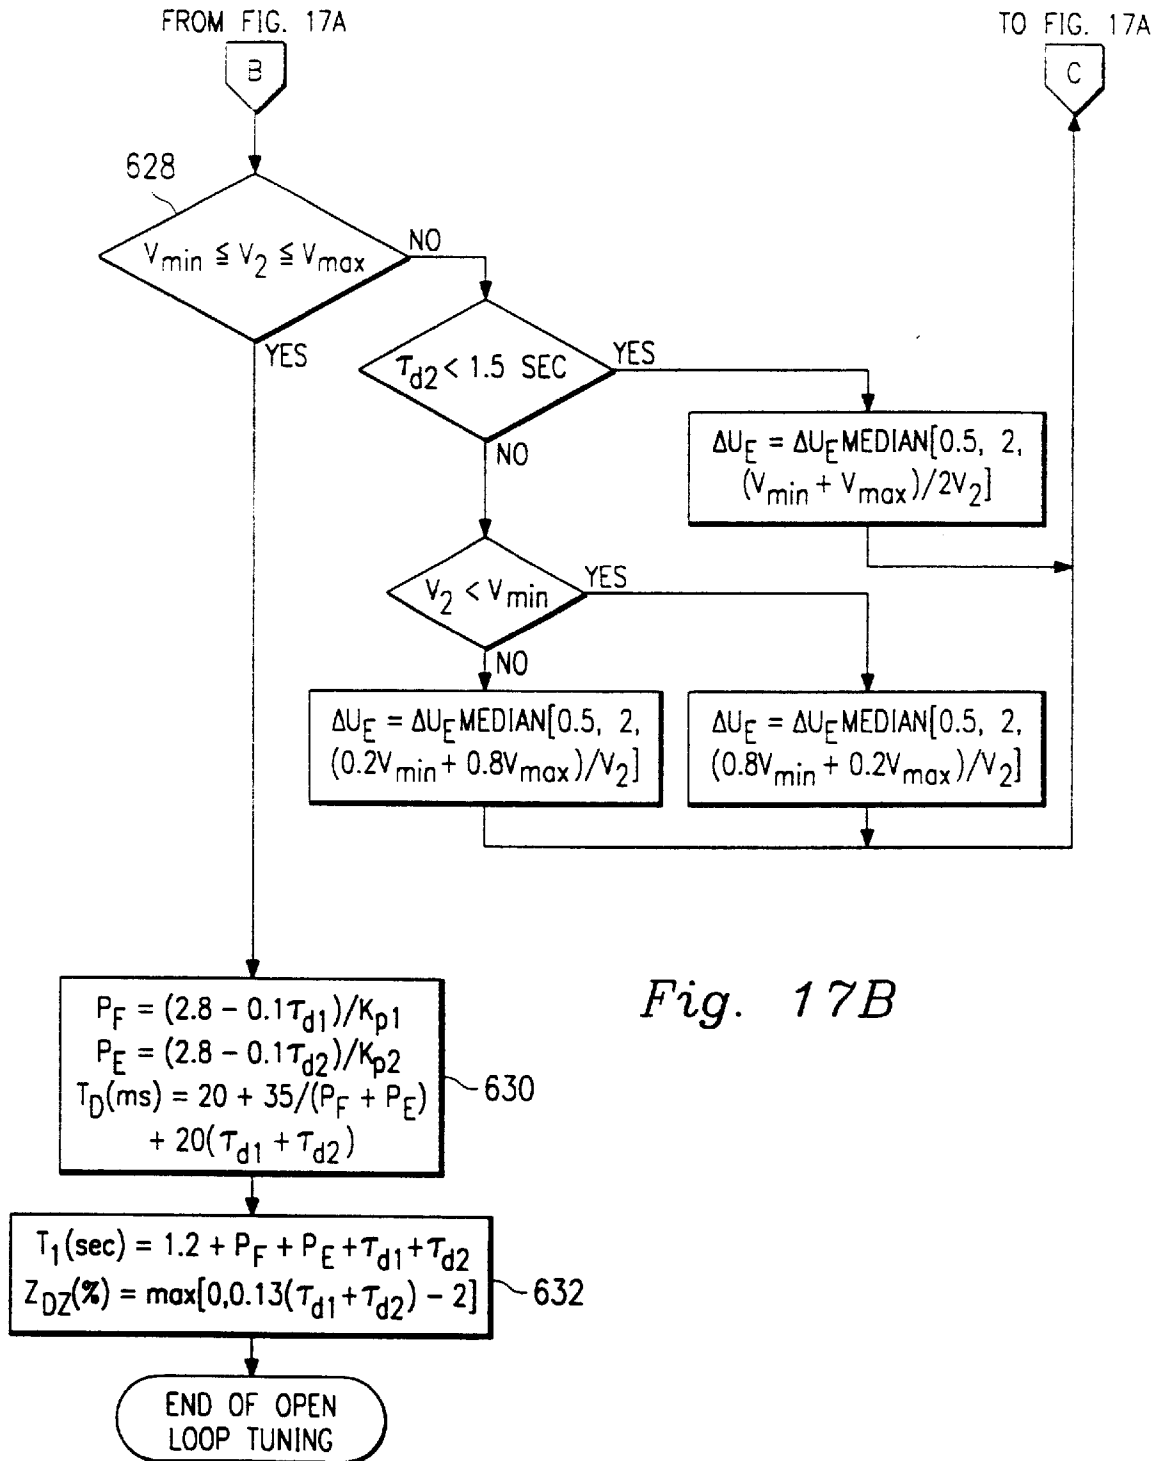 FROM FIG. 17A
TO FIG. 17A
B
C
628
V_min ≦ V_2 ≦ V_max
NO
YES
τ_d2 < 1.5 SEC
YES
NO
ΔU_E = ΔU_E MEDIAN[0.5, 2,
(V_min + V_max)/2V_2]
V_2 < V_min
YES
NO
ΔU_E = ΔU_E MEDIAN[0.5, 2,
(0.2V_min + 0.8V_max)/V_2]
ΔU_E = ΔU_E MEDIAN[0.5, 2,
(0.8V_min + 0.2V_max)/V_2]
P_F = (2.8 − 0.1τ_d1)/K_p1
P_E = (2.8 − 0.1τ_d2)/K_p2
T_D(ms) = 20 + 35/(P_F + P_E)
+ 20(τ_d1 + τ_d2)
630
Fig. 17B
T_1(sec) = 1.2 + P_F + P_E + τ_d1 + τ_d2
Z_DZ(%) = max[0,0.13(τ_d1 + τ_d2) − 2]
632
END OF OPEN
LOOP TUNING